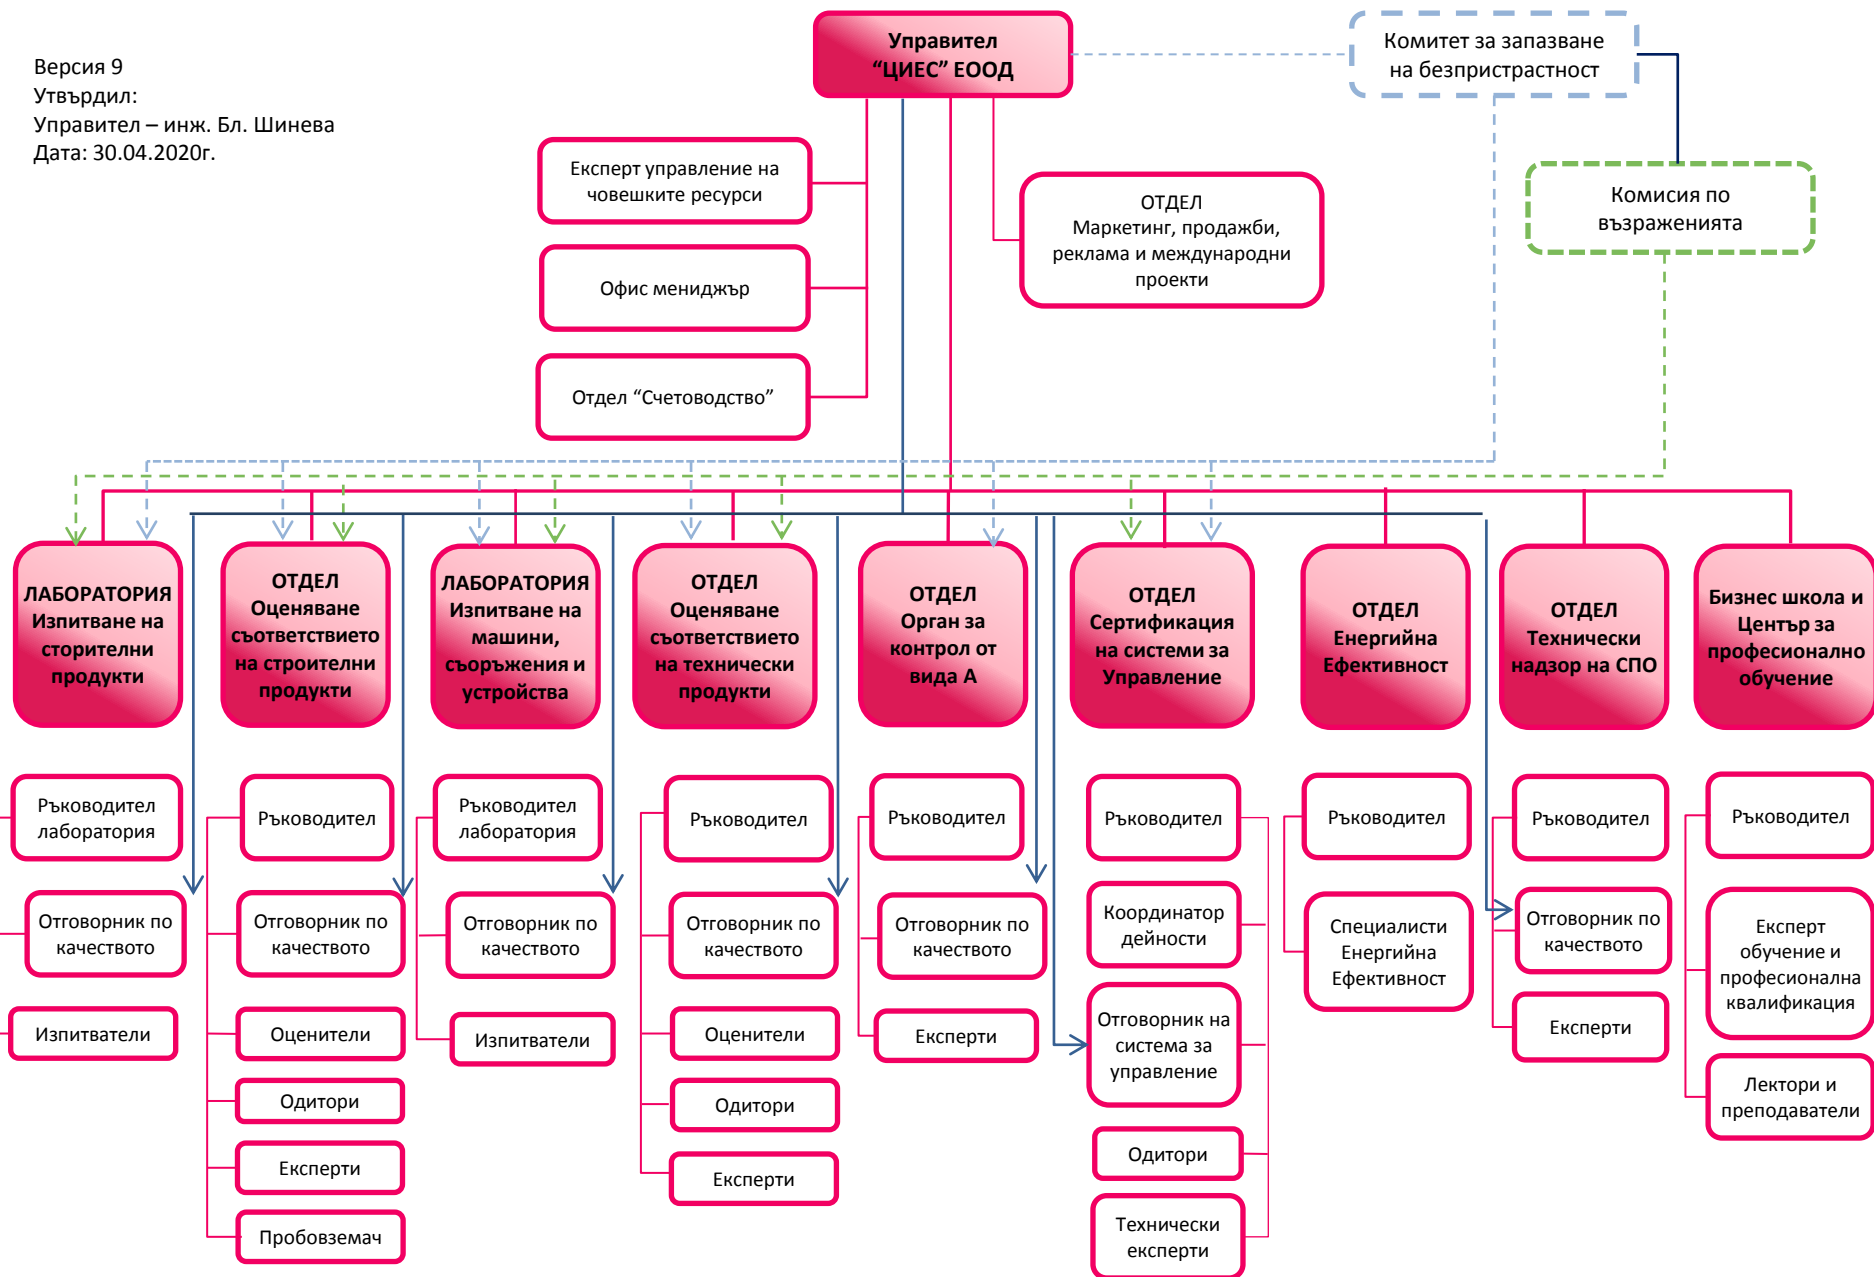 Версия 9
Утвърдил:
Управител – инж. Бл. Шинева
Дата: 30.04.2020г.
Управител
“ЦИЕС” ЕООД
Комитет за запазване
на безпристрастност
Комисия по
възраженията
Експерт управление на
човешките ресурси
Офис мениджър
Отдел “Счетоводство”
ОТДЕЛ
Маркетинг, продажби,
реклама и международни
проекти
ЛАБОРАТОРИЯ
Изпитване на
сторителни
продукти
Ръководител
лаборатория
Отговорник по
качеството
Изпитватели
ОТДЕЛ
Оценяване
съответствието
на строителни
продукти
Ръководител
Отговорник по
качеството
Оценители
Одитори
Експерти
Пробовземач
ЛАБОРАТОРИЯ
Изпитване на
машини,
съоръжения и
устройства
Ръководител
лаборатория
Отговорник по
качеството
Изпитватели
ОТДЕЛ
Оценяване
съответствието
на технически
продукти
Ръководител
Отговорник по
качеството
Оценители
Одитори
Експерти
ОТДЕЛ
Орган за
контрол от
вида А
Ръководител
Отговорник по
качеството
Експерти
ОТДЕЛ
Сертификация
на системи за
Управление
Ръководител
Координатор
дейности
Отговорник на
система за
управление
Одитори
Технически
експерти
ОТДЕЛ
Енергийна
Ефективност
Ръководител
Специалисти
Енергийна
Ефективност
ОТДЕЛ
Технически
надзор на СПО
Ръководител
Отговорник по
качеството
Експерти
Бизнес школа и
Център за
професионално
обучение
Ръководител
Експерт
обучение и
професионална
квалификация
Лектори и
преподаватели